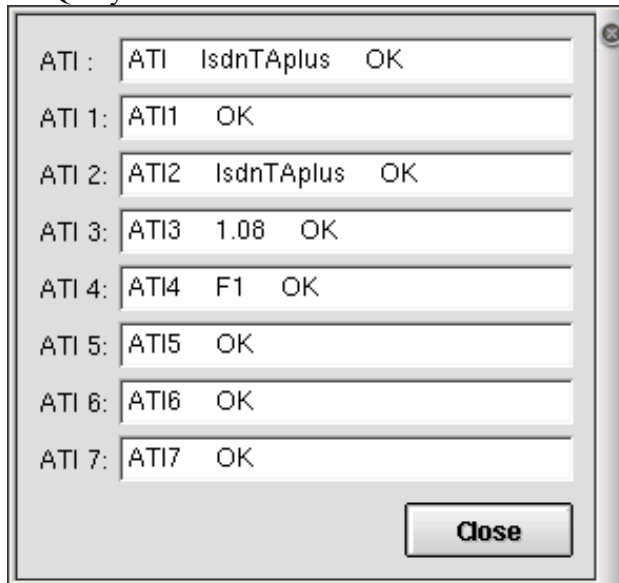 ATI : ATI IsdnTAplus OK
ATI 1: ATI1 OK
ATI 2: ATI2 IsdnTAplus OK
ATI 3: ATI3 1.08 OK
ATI 4: ATI4 F1 OK
ATI 5: ATI5 OK
ATI 6: ATI6 OK
ATI 7: ATI7 OK
Close